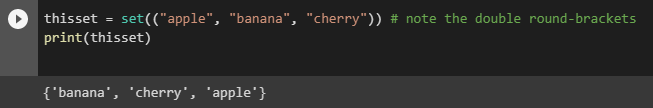 thisset = set(("apple", "banana", "cherry")) # note the double round-brackets
print(thisset)
{'banana', 'cherry', 'apple'}